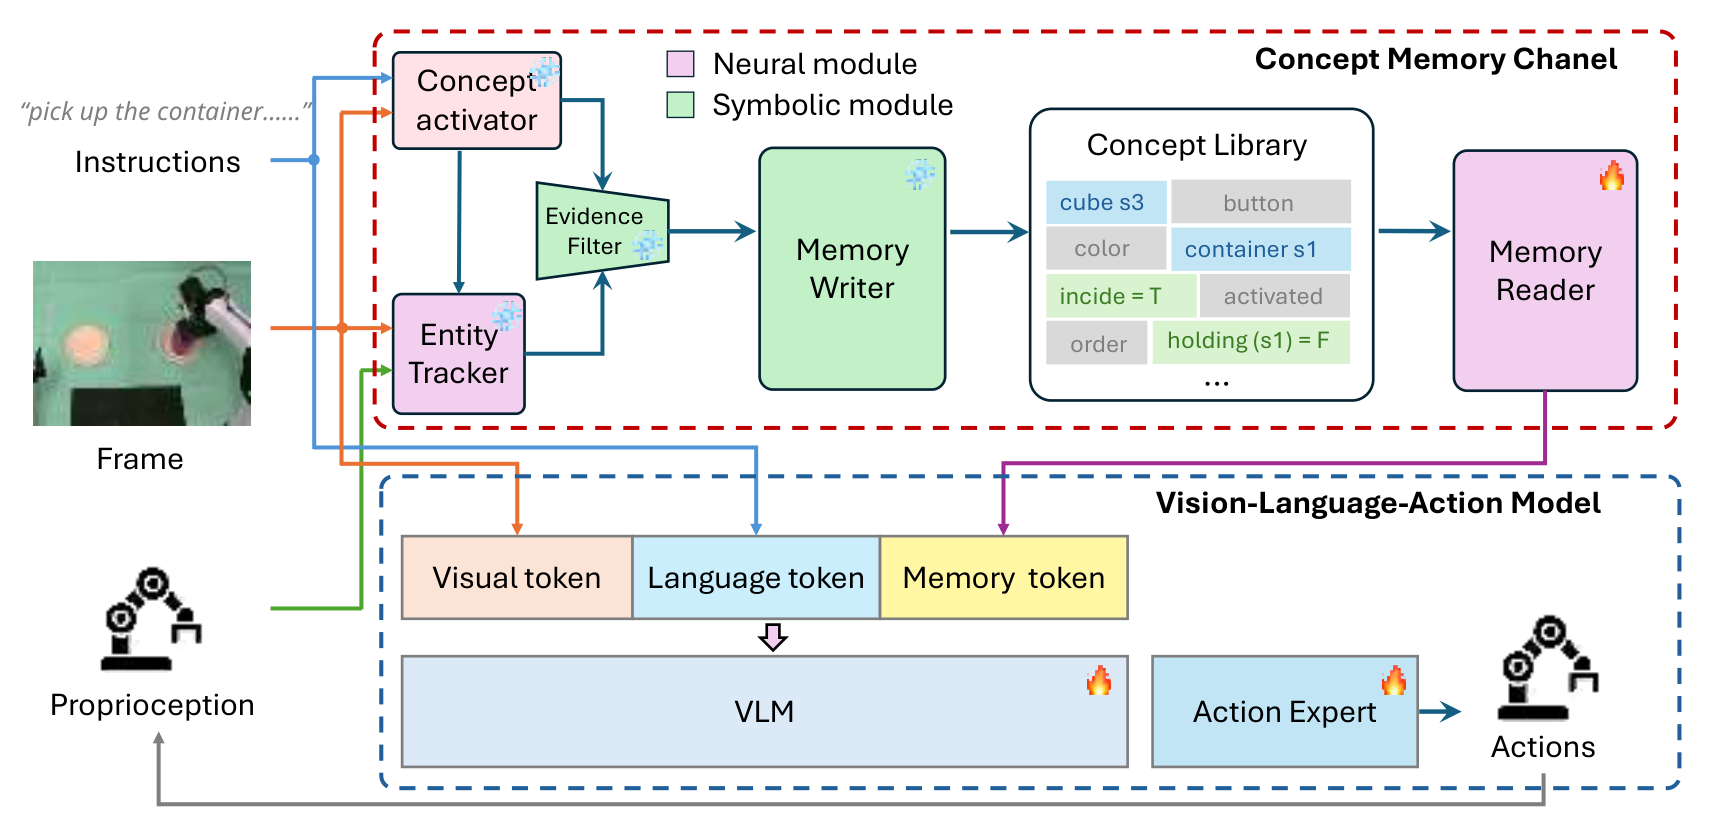 Concept Memory Chanel
Neural module
Symbolic module
Concept
activator
“pick up the container......”
Instructions
Evidence
Filter
Memory
Writer
Concept Library
cube s3
button
color
container s1
incide = T
activated
order
holding (s1) = F
...
Memory
Reader
Entity
Tracker
Frame
Vision-Language-Action Model
Visual token
Language token
Memory token
Proprioception
VLM
Action Expert
Actions